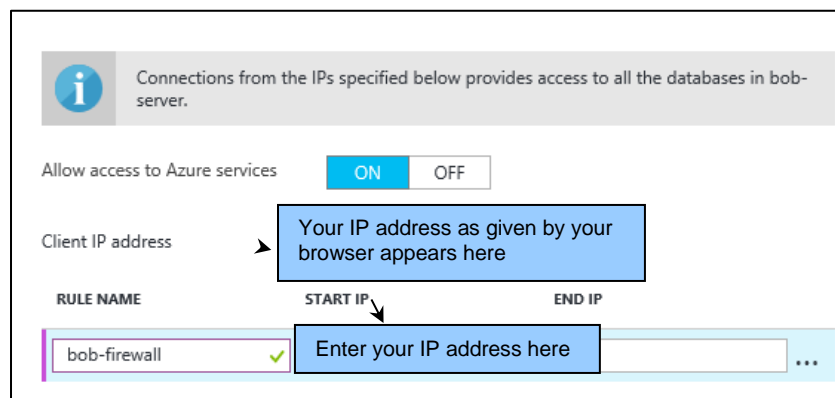 Connections from the IPs specified below provides access to all the databases in bob-
server.
Allow access to Azure services ON OFF
Your IP address as given by your
browser appears here
Client IP address
RULE NAME START IP END IP
bob-firewall Enter your IP address here ...